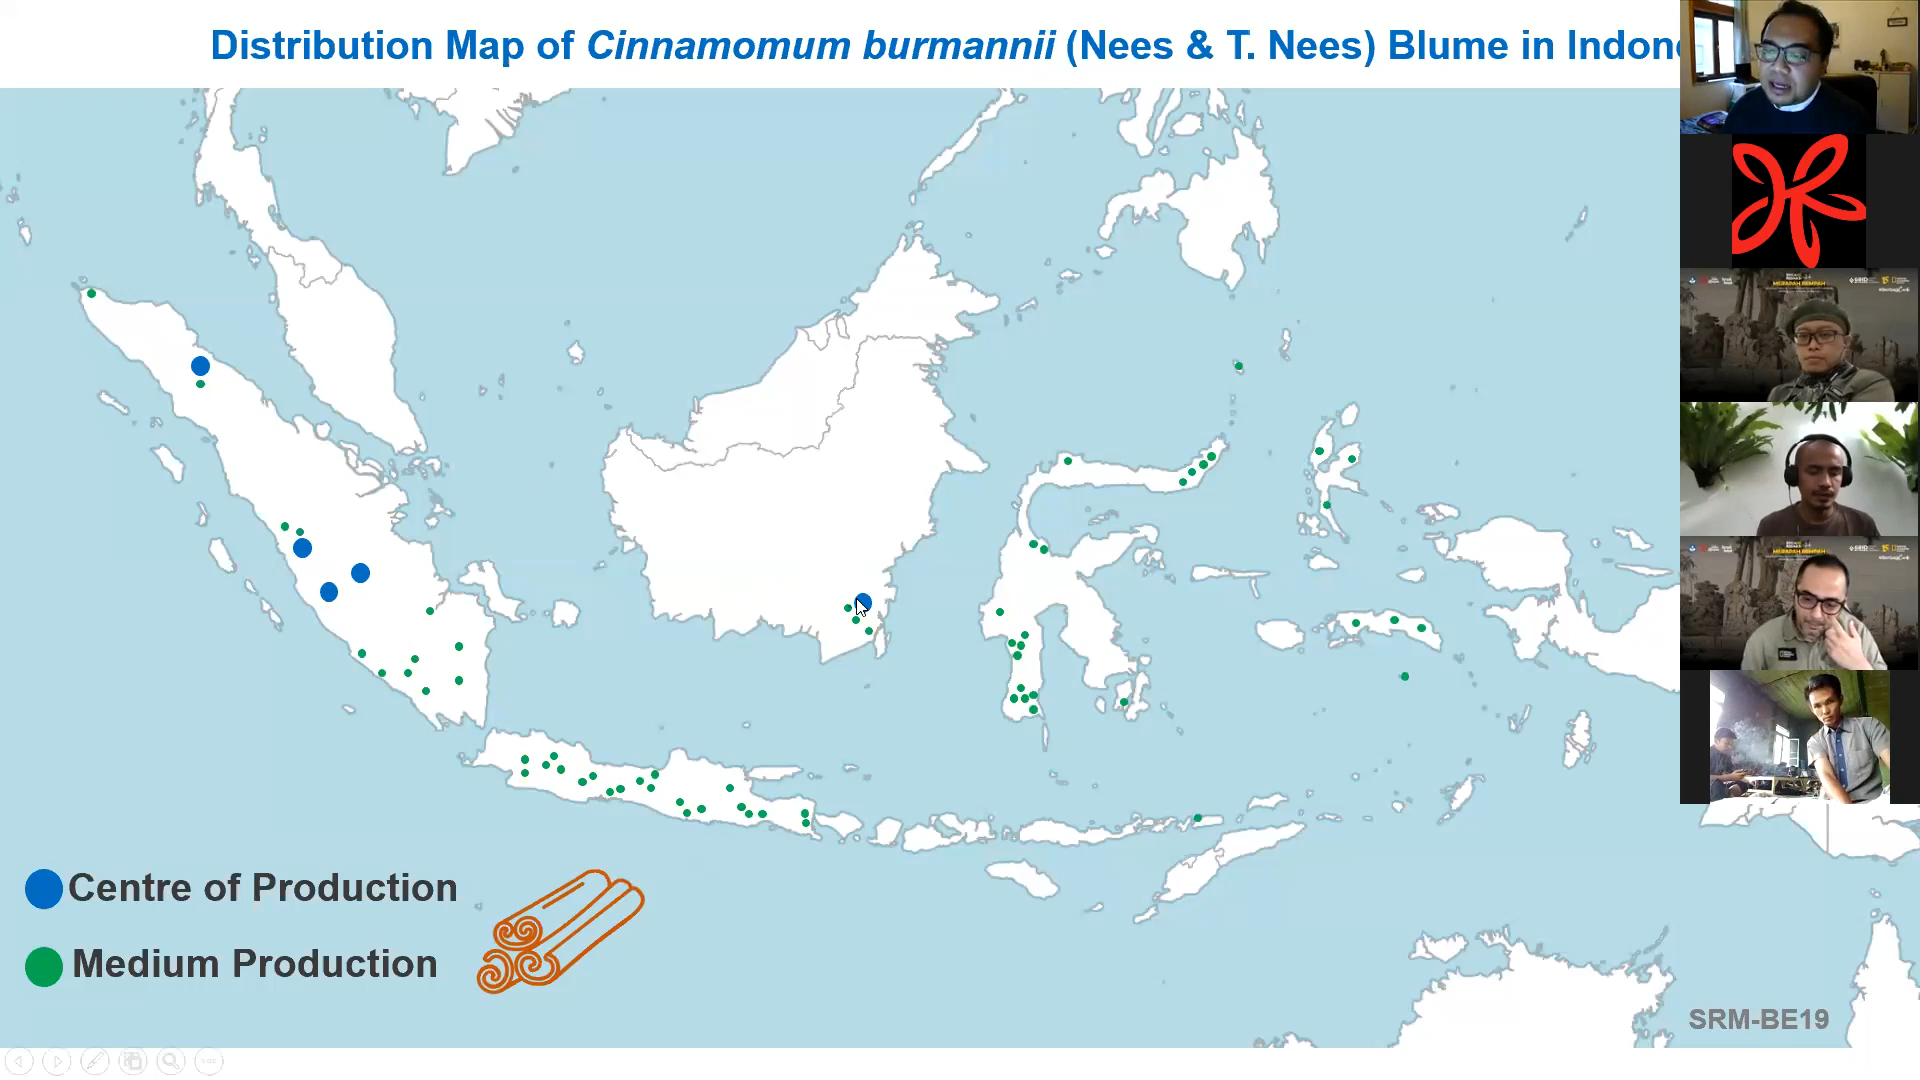 Distribution Map of Cinnamomum burmannii (Nees & T. Nees) Blume in Indon
Centre of Production
Medium Production
SRM-BE19